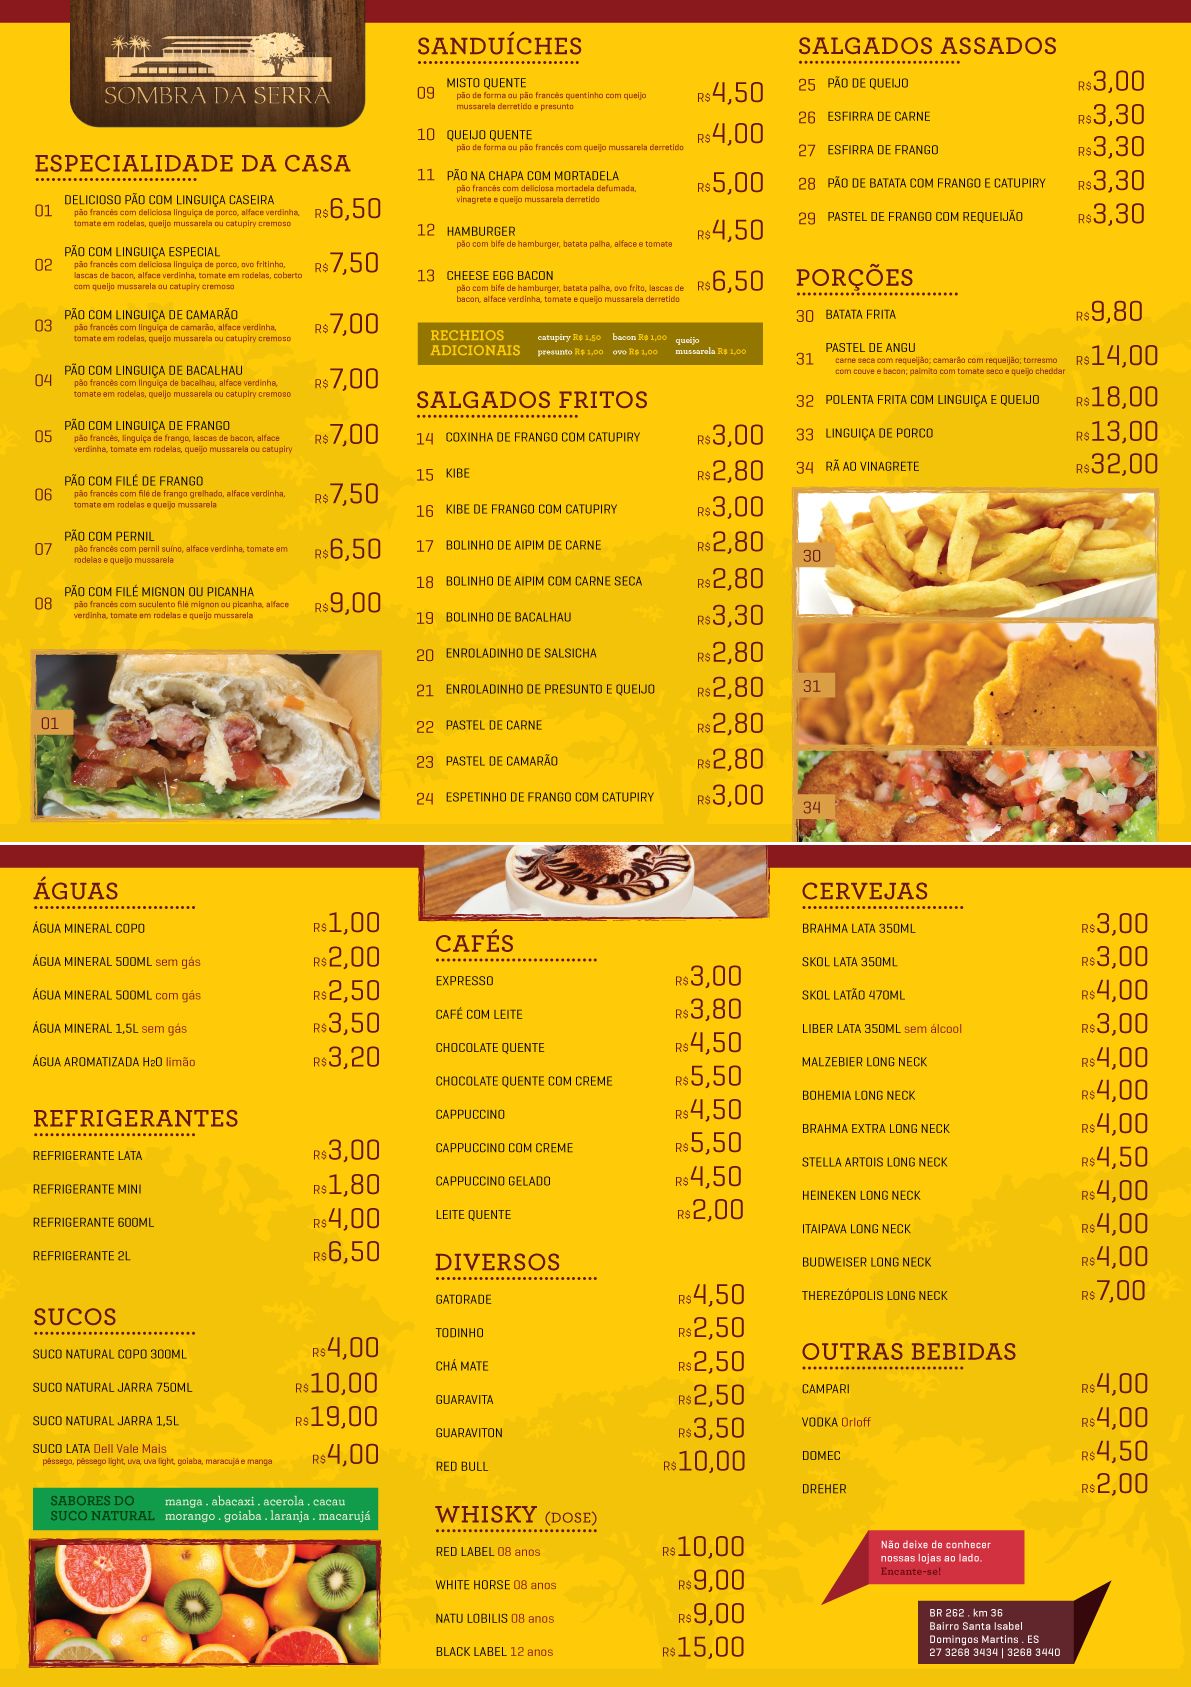 SOMBRA DA SERRA
ESPECIALIDADE DA CASA
01 DELICIOSO PÃO COM LINGUIÇA CASEIRA R$6,50
pão francês com deliciosa linguiça de porco, alface verdinha,
tomate em rodelas, queijo mussarela ou catupiry cremoso
02 PÃO COM LINGUIÇA ESPECIAL R$7,50
pão francês com deliciosa linguiça de porco, ovo fritinho,
lascas de bacon, alface verdinha, tomate em rodelas, coberto
com queijo mussarela ou catupiry cremoso
03 PÃO COM LINGUIÇA DE CAMARÃO R$7,00
pão francês com linguiça de camarão, alface verdinha,
tomate em rodelas, queijo mussarela ou catupiry cremoso
04 PÃO COM LINGUIÇA DE BACALHAU R$7,00
pão francês com linguiça de bacalhau, alface verdinha,
tomate em rodelas, queijo mussarela ou catupiry cremoso
05 PÃO COM LINGUIÇA DE FRANGO R$7,00
pão francês, linguiça de frango, lascas de bacon, alface
verdinha, tomate em rodelas, queijo mussarela ou catupiry
06 PÃO COM FILÉ DE FRANGO R$7,50
pão francês com filé de frango grelhado, alface verdinha,
tomate em rodelas e queijo mussarela
07 PÃO COM PERNIL R$6,50
pão francês com pernil suíno, alface verdinha, tomate em
rodelas e queijo mussarela
08 PÃO COM FILÉ MIGNON OU PICANHA R$9,00
pão francês com suculento filé mignon ou picanha, alface
verdinha, tomate em rodelas e queijo mussarela
01
SANDUÍCHES
09 MISTO QUENTE R$4,50
pão de forma ou pão francês quentinho com queijo
mussarela derretido e presunto
10 QUEIJO QUENTE R$4,00
pão de forma ou pão francês com queijo mussarela derretido
11 PÃO NA CHAPA COM MORTADELA R$5,00
pão francês com deliciosa mortadela defumada,
vinagrete e queijo mussarela derretido
12 HAMBURGER R$4,50
pão com bife de hamburger, batata palha, alface e tomate
13 CHEESE EGG BACON R$6,50
pão com bife de hamburger, batata palha, ovo frito, lascas de
bacon, alface verdinha, tomate e queijo mussarela derretido
RECHEIOS
ADICIONAIS
catupiry R$ 1,50 bacon R$ 1,00 queijo
presunto R$ 1,00 ovo R$ 1,00 mussarela R$ 1,00
SALGADOS FRITOS
14 COXINHA DE FRANGO COM CATUPIRY R$3,00
15 KIBE R$2,80
16 KIBE DE FRANGO COM CATUPIRY R$3,00
17 BOLINHO DE AIPIM DE CARNE R$2,80
18 BOLINHO DE AIPIM COM CARNE SECA R$2,80
19 BOLINHO DE BACALHAU R$3,30
20 ENROLADINHO DE SALSICHA R$2,80
21 ENROLADINHO DE PRESUNTO E QUEIJO R$2,80
22 PASTEL DE CARNE R$2,80
23 PASTEL DE CAMARÃO R$2,80
24 ESPETINHO DE FRANGO COM CATUPIRY R$3,00
SALGADOS ASSADOS
25 PÃO DE QUEIJO R$3,00
26 ESFIRRA DE CARNE R$3,30
27 ESFIRRA DE FRANGO R$3,30
28 PÃO DE BATATA COM FRANGO E CATUPIRY R$3,30
29 PASTEL DE FRANGO COM REQUEIJÃO R$3,30
PORÇÕES
30 BATATA FRITA R$9,80
31 PASTEL DE ANGU R$14,00
carne seca com requeijão; camarão com requeijão; torresmo
com couve e bacon; palmito com tomate seco e queijo cheddar
32 POLENTA FRITA COM LINGUIÇA E QUEIJO R$18,00
33 LINGUIÇA DE PORCO R$13,00
34 RÃ AO VINAGRETE R$32,00
30
31
34
ÁGUAS
ÁGUA MINERAL COPO R$1,00
ÁGUA MINERAL 500ML sem gás R$2,00
ÁGUA MINERAL 500ML com gás R$2,50
ÁGUA MINERAL 1,5L sem gás R$3,50
ÁGUA AROMATIZADA H2O limão R$3,20
REFRIGERANTES
REFRIGERANTE LATA R$3,00
REFRIGERANTE MINI R$1,80
REFRIGERANTE 600ML R$4,00
REFRIGERANTE 2L R$6,50
SUCOS
SUCO NATURAL COPO 300ML R$4,00
SUCO NATURAL JARRA 750ML R$10,00
SUCO NATURAL JARRA 1,5L R$19,00
SUCO LATA Dell Vale Mais R$4,00
pêssego, pêssego light, uva, uva light, goiaba, maracujá e manga
SABORES DO
SUCO NATURAL
manga . abacaxi . acerola . cacau
morango . goiaba . laranja . macarujá
CAFÉS
EXPRESSO R$3,00
CAFÉ COM LEITE R$3,80
CHOCOLATE QUENTE R$4,50
CHOCOLATE QUENTE COM CREME R$5,50
CAPPUCCINO R$4,50
CAPPUCCINO COM CREME R$5,50
CAPPUCCINO GELADO R$4,50
LEITE QUENTE R$2,00
DIVERSOS
GATORADE R$4,50
TODINHO R$2,50
CHÁ MATE R$2,50
GUARAVITA R$2,50
GUARAVITON R$3,50
RED BULL R$10,00
WHISKY (DOSE)
RED LABEL 08 anos R$10,00
WHITE HORSE 08 anos R$9,00
NATU LOBILIS 08 anos R$9,00
BLACK LABEL 12 anos R$15,00
CERVEJAS
BRAHMA LATA 350ML R$3,00
SKOL LATA 350ML R$3,00
SKOL LATÃO 470ML R$4,00
LIBER LATA 350ML sem álcool R$3,00
MALZEBIER LONG NECK R$4,00
BOHEMIA LONG NECK R$4,00
BRAHMA EXTRA LONG NECK R$4,00
STELLA ARTOIS LONG NECK R$4,50
HEINEKEN LONG NECK R$4,00
ITAIPAVA LONG NECK R$4,00
BUDWEISER LONG NECK R$4,00
THEREZÓPOLIS LONG NECK R$7,00
OUTRAS BEBIDAS
CAMPARI R$4,00
VODKA Orloff R$4,00
DOMEC R$4,50
DREHER R$2,00
Não deixe de conhecer
nossas lojas ao lado.
Encante-se!
BR 262 . km 36
Bairro Santa Isabel
Domingos Martins . ES
27 3268 3434 | 3268 3440